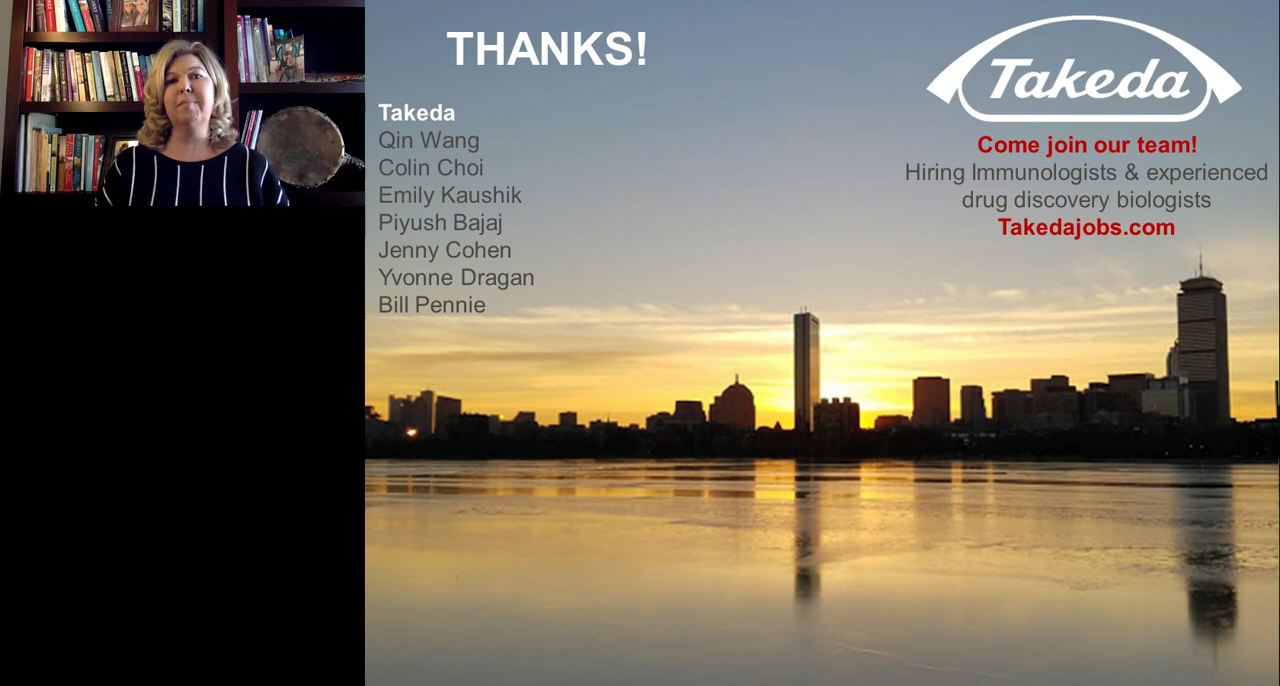 THANKS!
Takeda
Qin Wang
Colin Choi
Emily Kaushik
Piyush Bajaj
Jenny Cohen
Yvonne Dragan
Bill Pennie
Takeda
Come join our team!
Hiring Immunologists & experienced
drug discovery biologists
Takedajobs.com